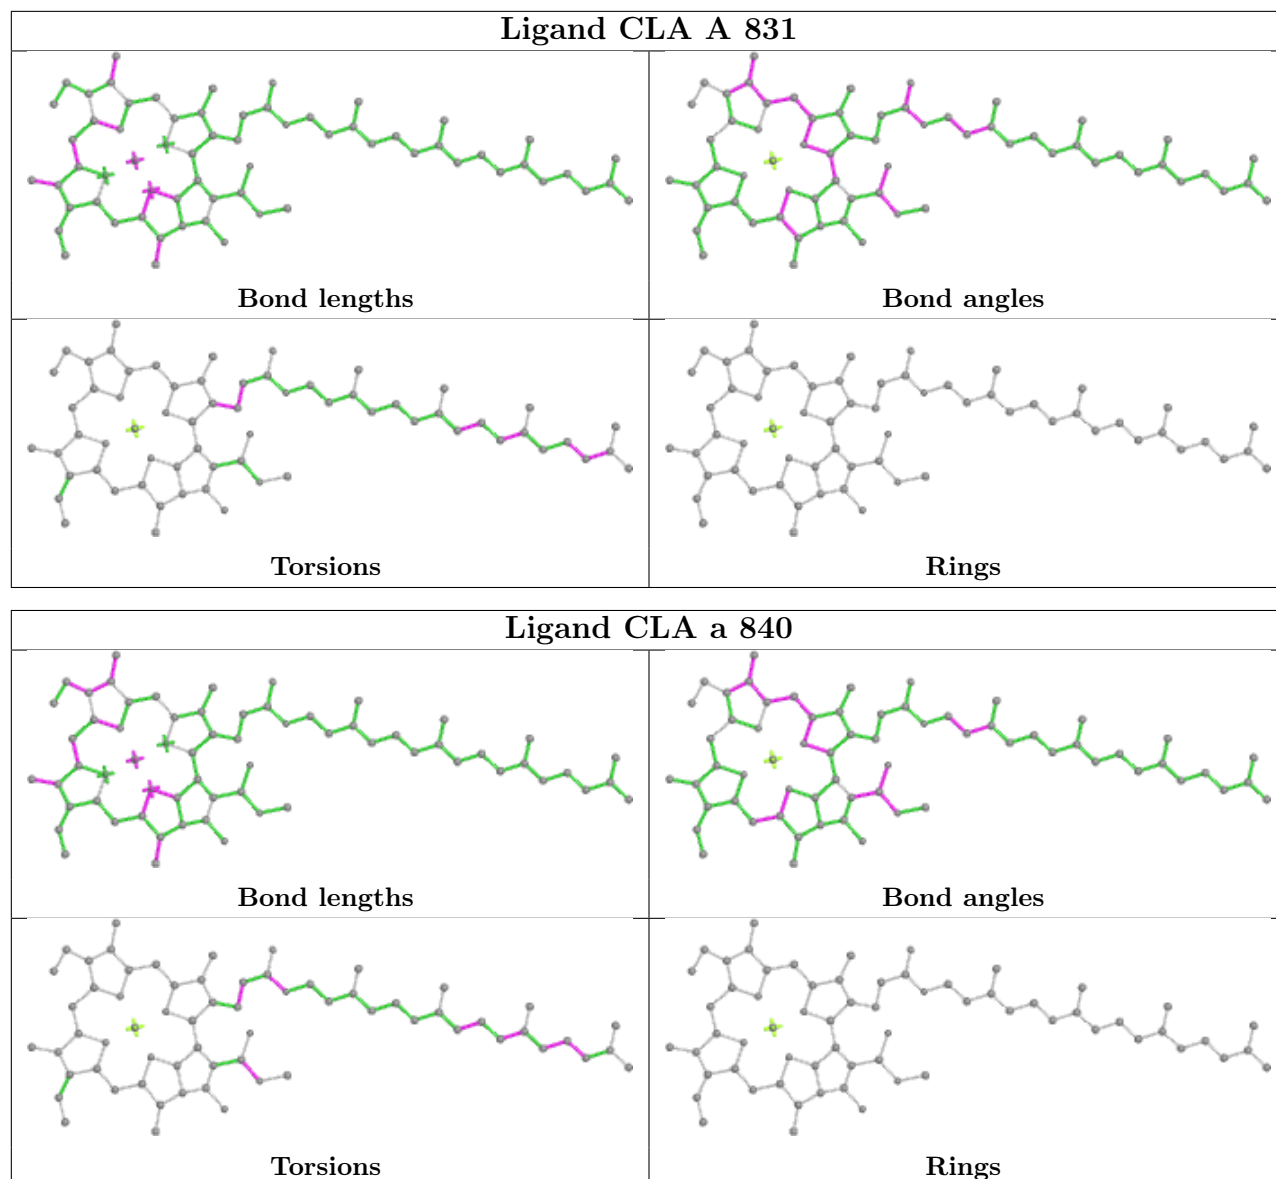 Ligand CLA A 831
Bond lengths
Bond angles
Torsions
Rings
Ligand CLA a 840
Bond lengths
Bond angles
Torsions
Rings